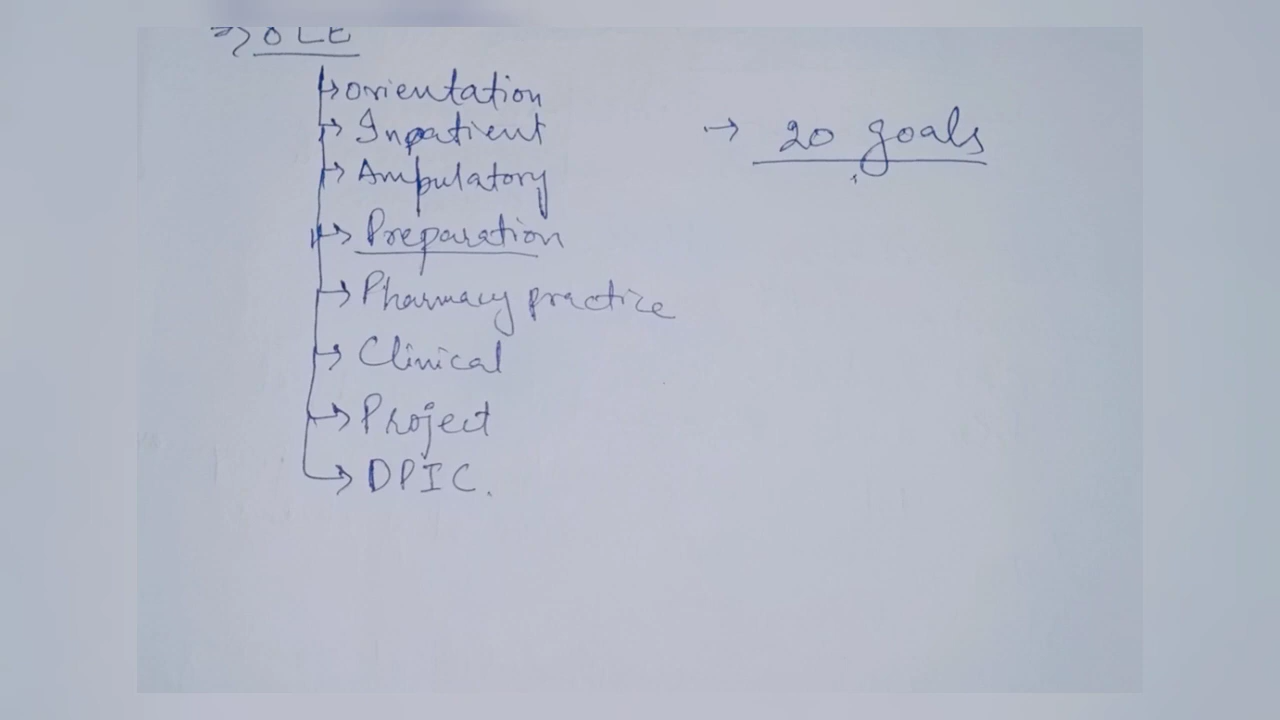 → OLE
→ Orientation
→ Inpatient
→ Ambulatory
→ Preparation
→ Pharmacy practice
→ Clinical
→ Project
→ DPIC.
→ 20 goals